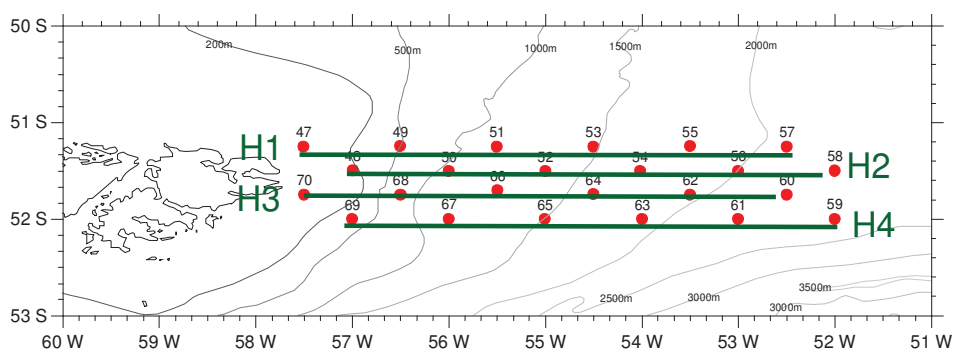 50 S
200m
500m
1000m
1500m
2000m
51 S
47 49 51 53 55 57
H1
48 50 52 54 56 58
H2
70 68 66 64 62 60
H3
52 S
69 67 65 63 61 59
H4
2500m
3000m
3500m
3000m
53 S
60 W 59 W 58 W 57 W 56 W 55 W 54 W 53 W 52 W 51 W